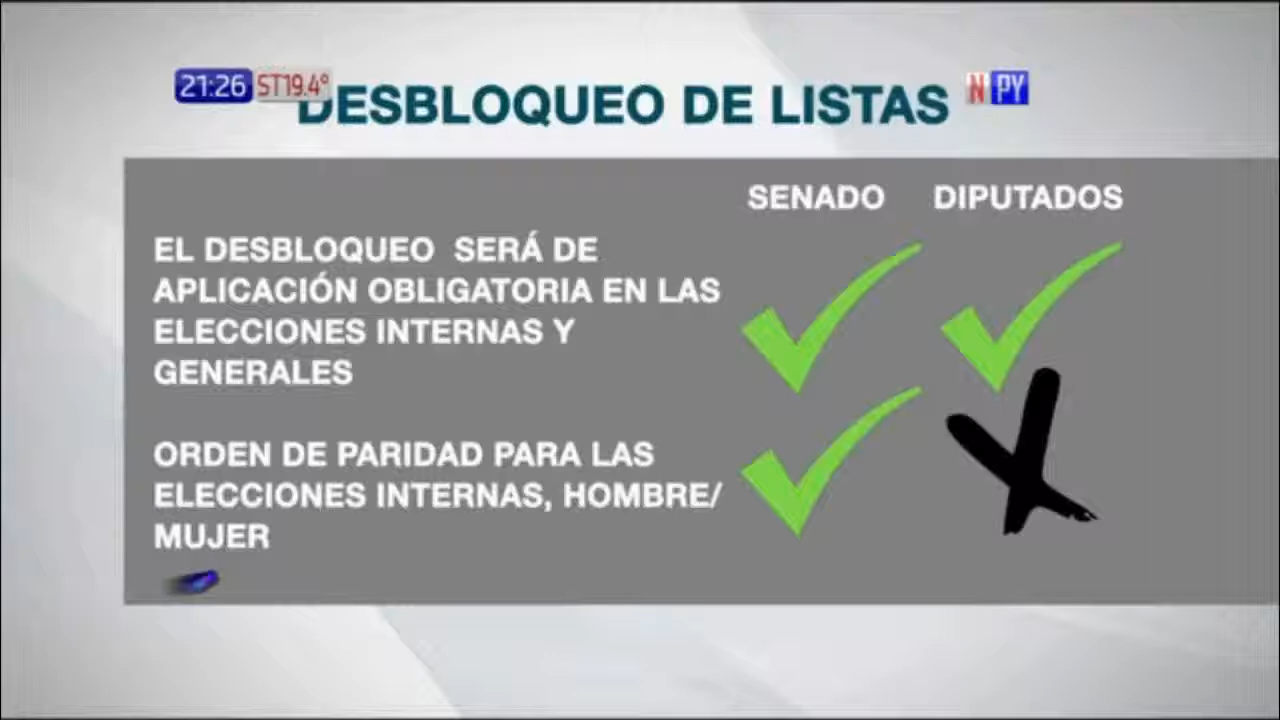 21:26 ST19.4° NPY
DESBLOQUEO DE LISTAS
SENADO DIPUTADOS
EL DESBLOQUEO SERÁ DE
APLICACIÓN OBLIGATORIA EN LAS
ELECCIONES INTERNAS Y
GENERALES
ORDEN DE PARIDAD PARA LAS
ELECCIONES INTERNAS, HOMBRE/
MUJER